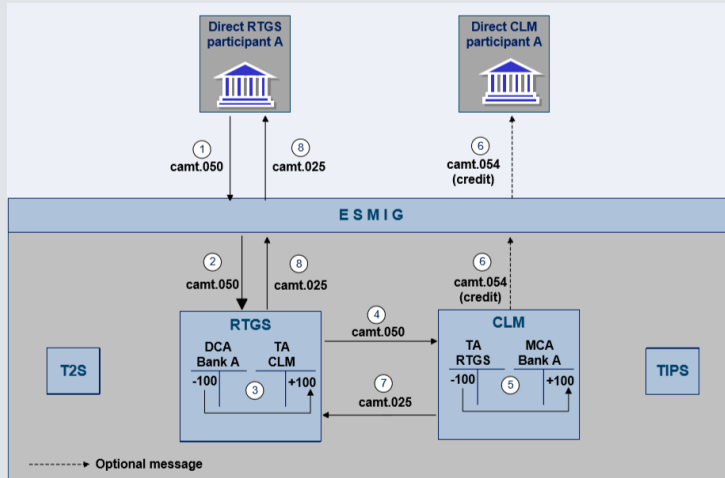 Direct RTGS
participant A
Direct CLM
participant A
1
camt.050
8
camt.025
6
camt.054
(credit)
E S M I G
2
camt.050
8
camt.025
6
camt.054
(credit)
RTGS
DCA
Bank A
TA
CLM
-100
+100
3
4
camt.050
7
camt.025
CLM
TA
RTGS
MCA
Bank A
-100
+100
5
T2S
TIPS
Optional message